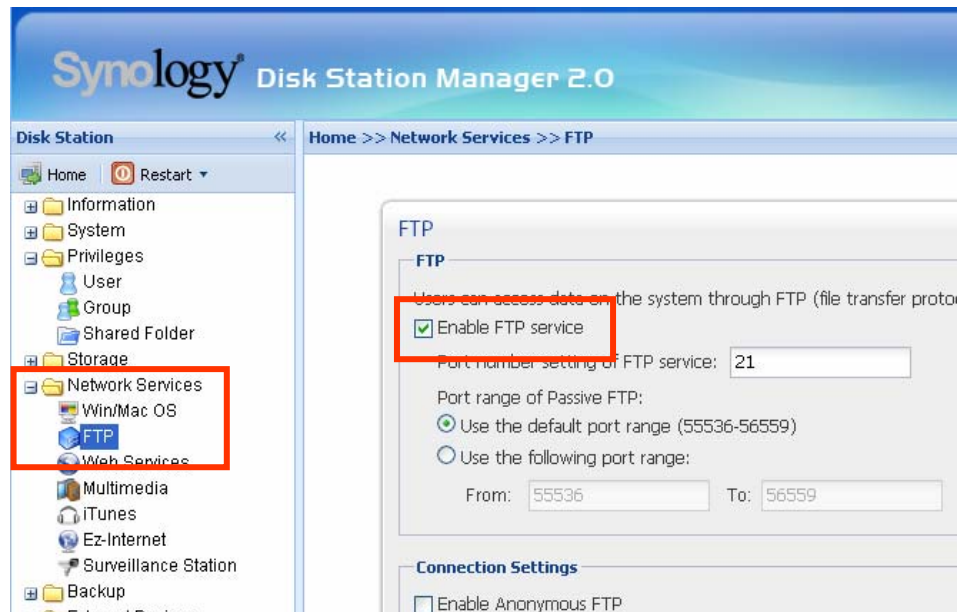 Synology Disk Station Manager 2.0
Disk Station «
Home >> Network Services >> FTP
Home Restart
Information
System
Privileges
User
Group
Shared Folder
Storage
Network Services
Win/Mac OS
FTP
Web Services
Multimedia
iTunes
Ez-Internet
Surveillance Station
Backup
FTP
FTP
Users can access data on the system through FTP (file transfer proto
Enable FTP service
Port number setting of FTP service: 21
Port range of Passive FTP:
Use the default port range (55536-56559)
Use the following port range:
From: 55536 To: 56559
Connection Settings
Enable Anonymous FTP